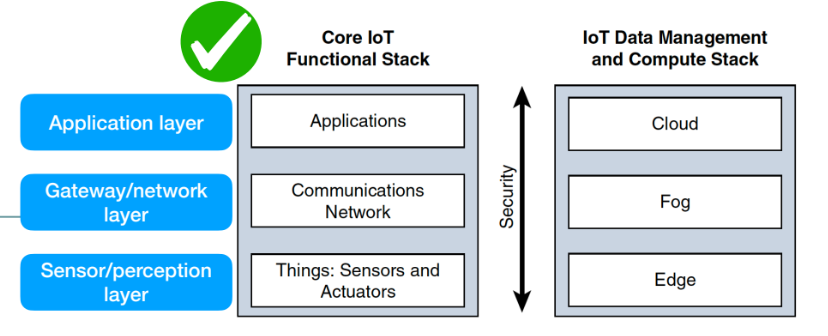 Core IoT
Functional Stack
IoT Data Management
and Compute Stack
Application layer
Applications
Cloud
Gateway/network
layer
Communications
Network
Security
Fog
Sensor/perception
layer
Things: Sensors and
Actuators
Edge